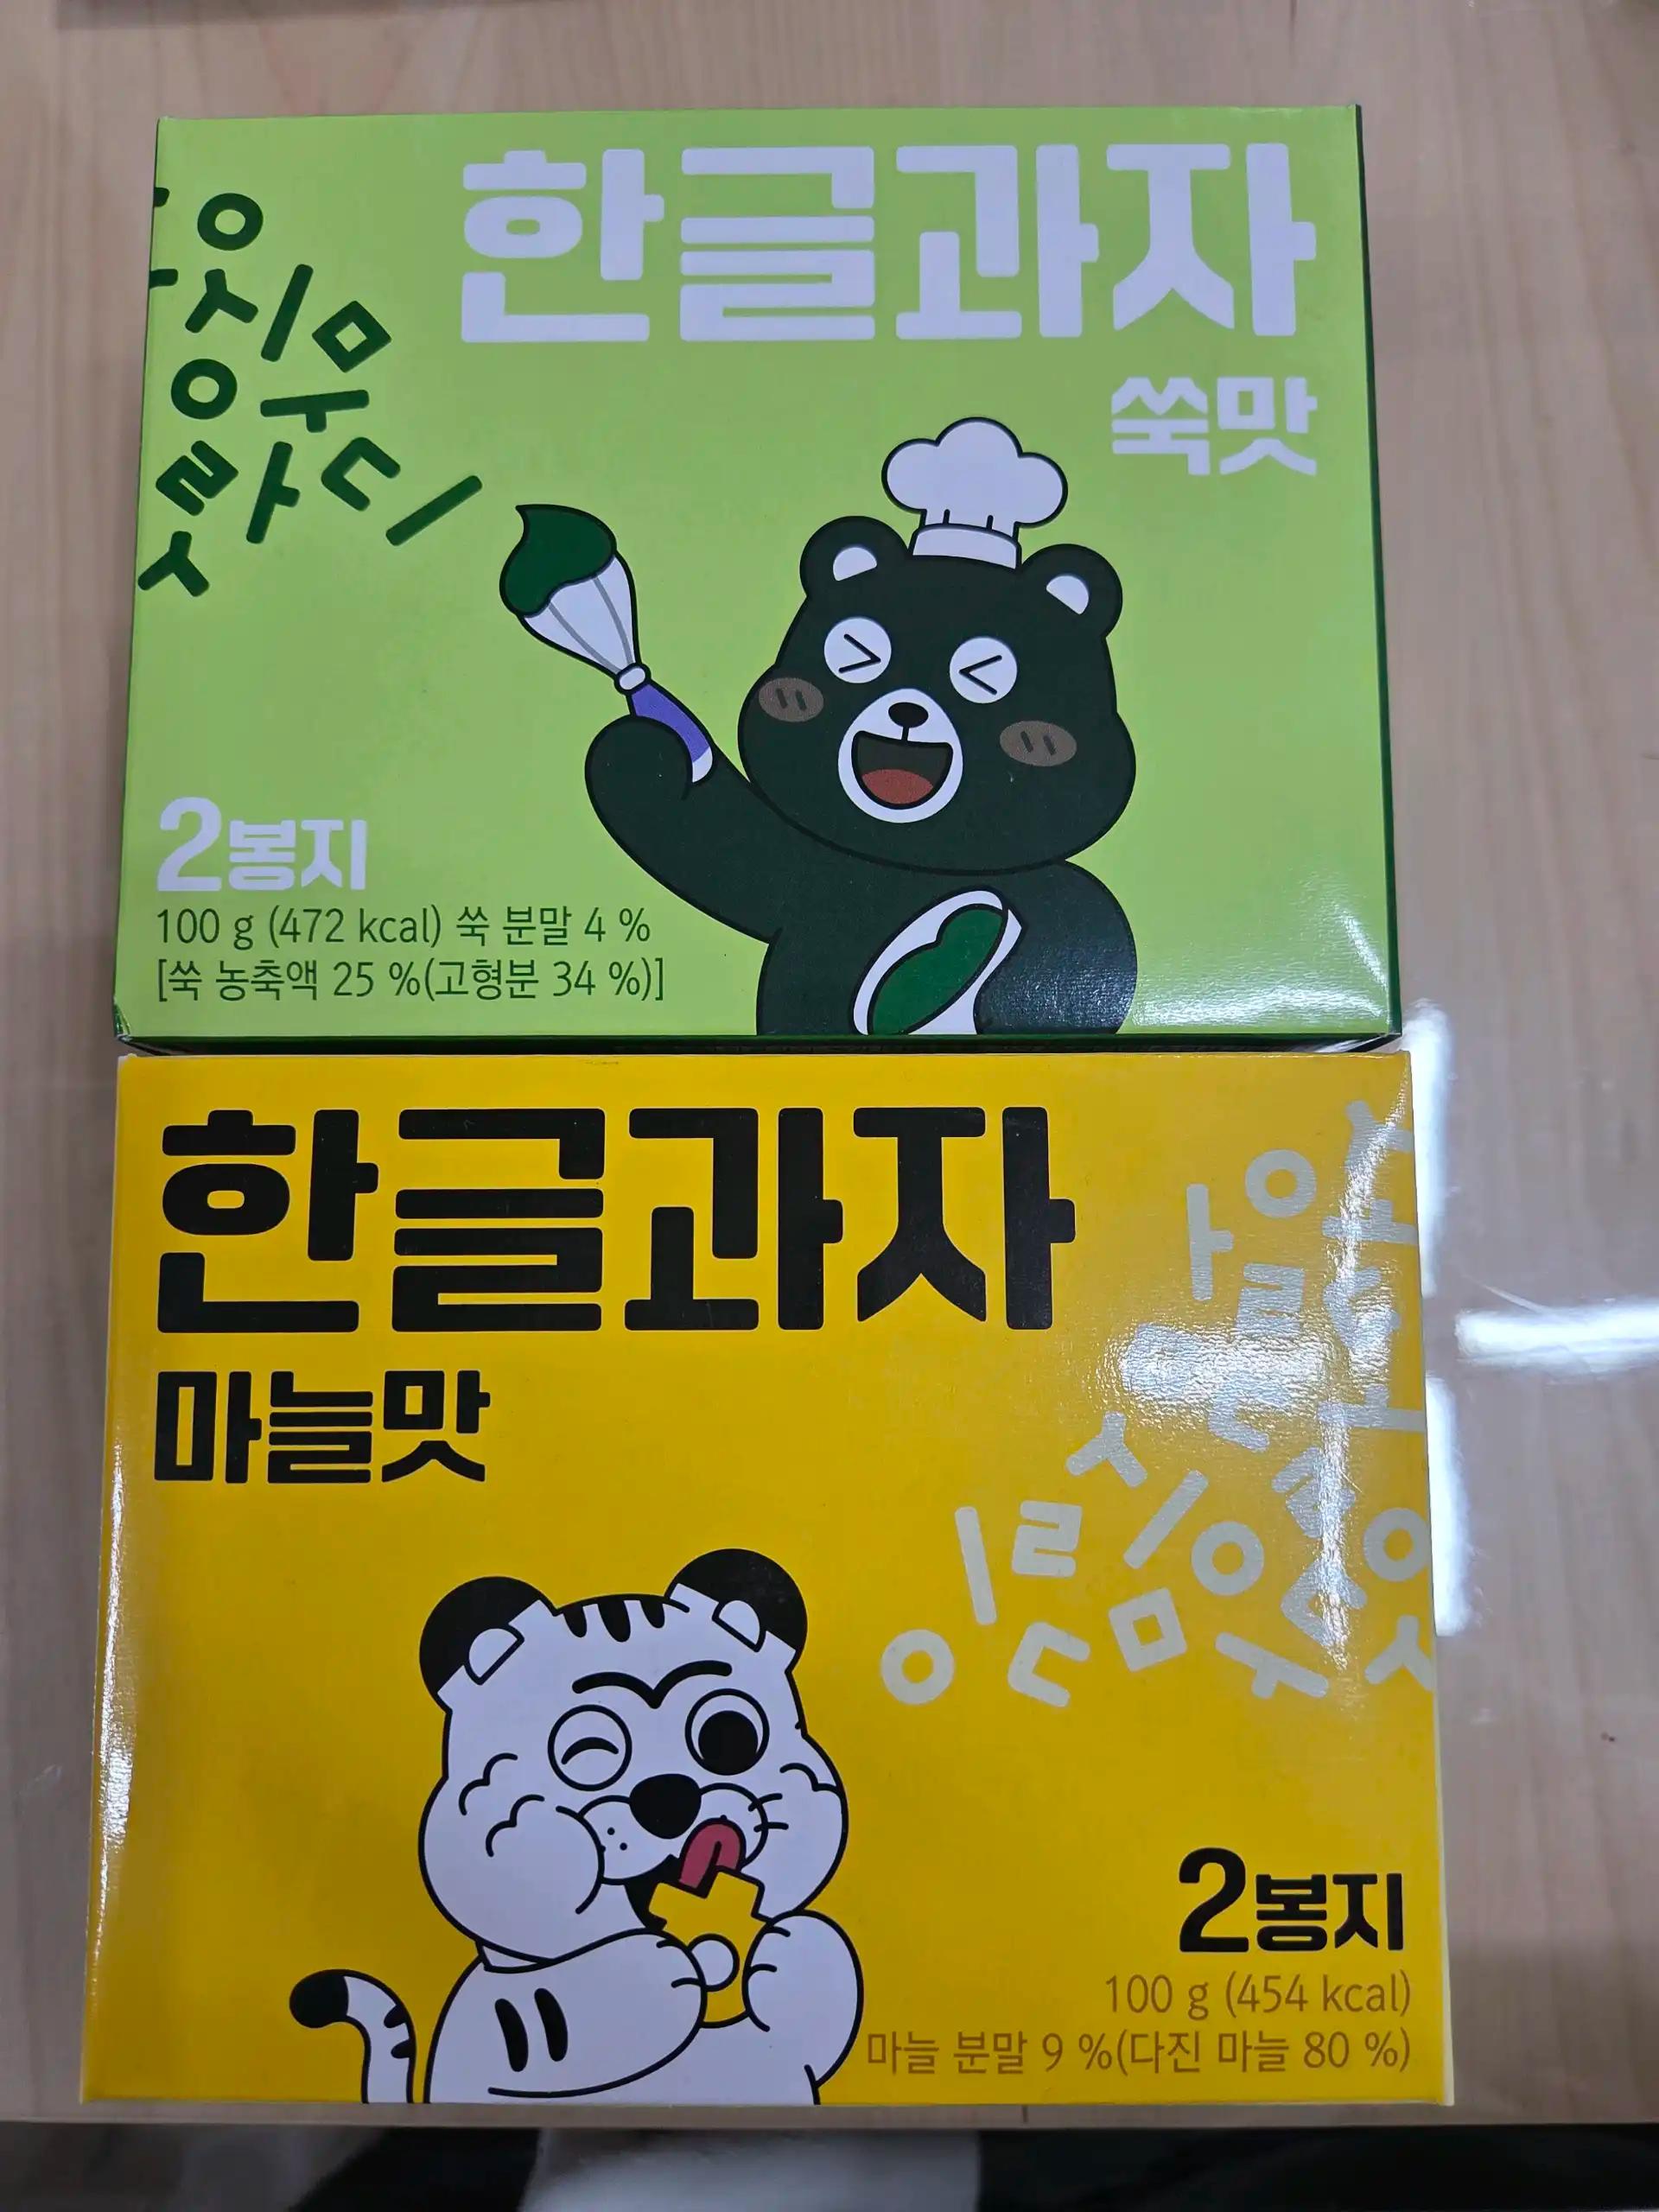 한글과자
쑥맛
2봉지
100 g (472 kcal) 쑥 분말 4 %
[쑥 농축액 25 %(고형분 34 %)]
한글과자
마늘맛
2봉지
100 g (454 kcal)
마늘 분말 9 %(다진 마늘 80 %)